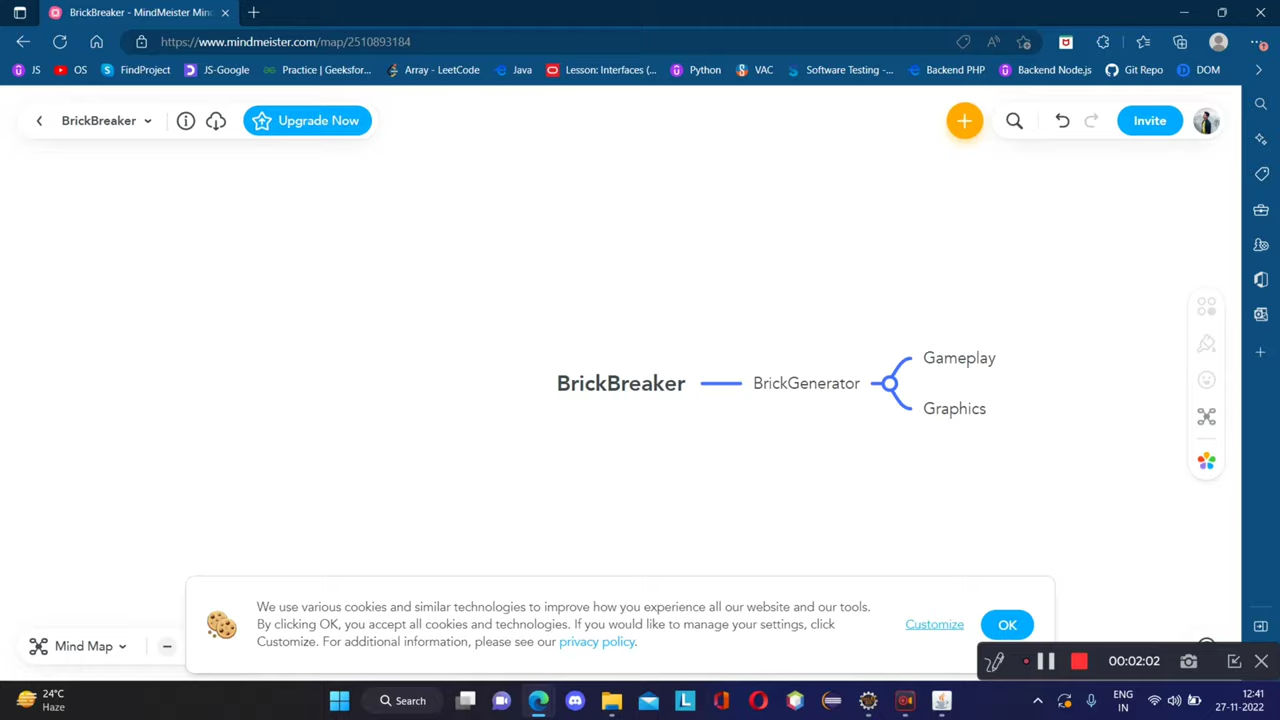 BrickBreaker - MindMeister Min
https://www.mindmeister.com/map/2510893184
JS
OS
FindProject
JS-Google
Practice | Geeksfor...
Array - LeetCode
Java
Lesson: Interfaces (...
Python
VAC
Software Testing -...
Backend PHP
Backend Node.js
Git Repo
DOM
BrickBreaker
Upgrade Now
Invite
Gameplay
BrickBreaker
BrickGenerator
Graphics
We use various cookies and similar technologies to improve how you experience all our website and our tools.
By clicking OK, you accept all cookies and technologies. If you would like to manage your settings, click
Customize. For additional information, please see our privacy policy.
Customize
OK
Mind Map
00:02:02
24°C
Haze
Search
ENG
IN
12:41
27-11-2022